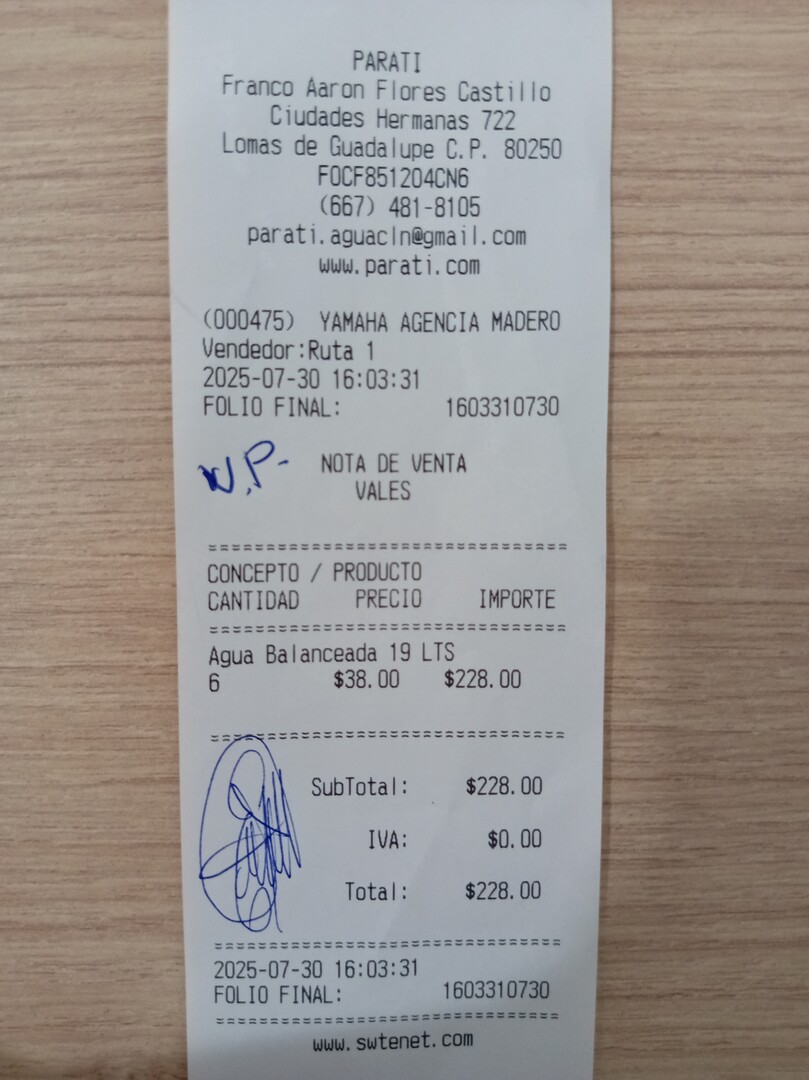 PARATI
Franco Aaron Flores Castillo
Ciudades Hermanas 722
Lomas de Guadalupe C.P. 80250
FOCF851204CN6
(667) 481-8105
parati.aguacln@gmail.com
www.parati.com
(000475) YAMAHA AGENCIA MADERO
Vendedor:Ruta 1
2025-07-30 16:03:31
FOLIO FINAL: 1603310730
W.P-
NOTA DE VENTA
VALES
==================================
CONCEPTO / PRODUCTO
CANTIDAD PRECIO IMPORTE
==================================
Agua Balanceada 19 LTS
6 $38.00 $228.00
==================================
SubTotal: $228.00
IVA: $0.00
Total: $228.00
==================================
2025-07-30 16:03:31
FOLIO FINAL: 1603310730
==================================
www.swtenet.com